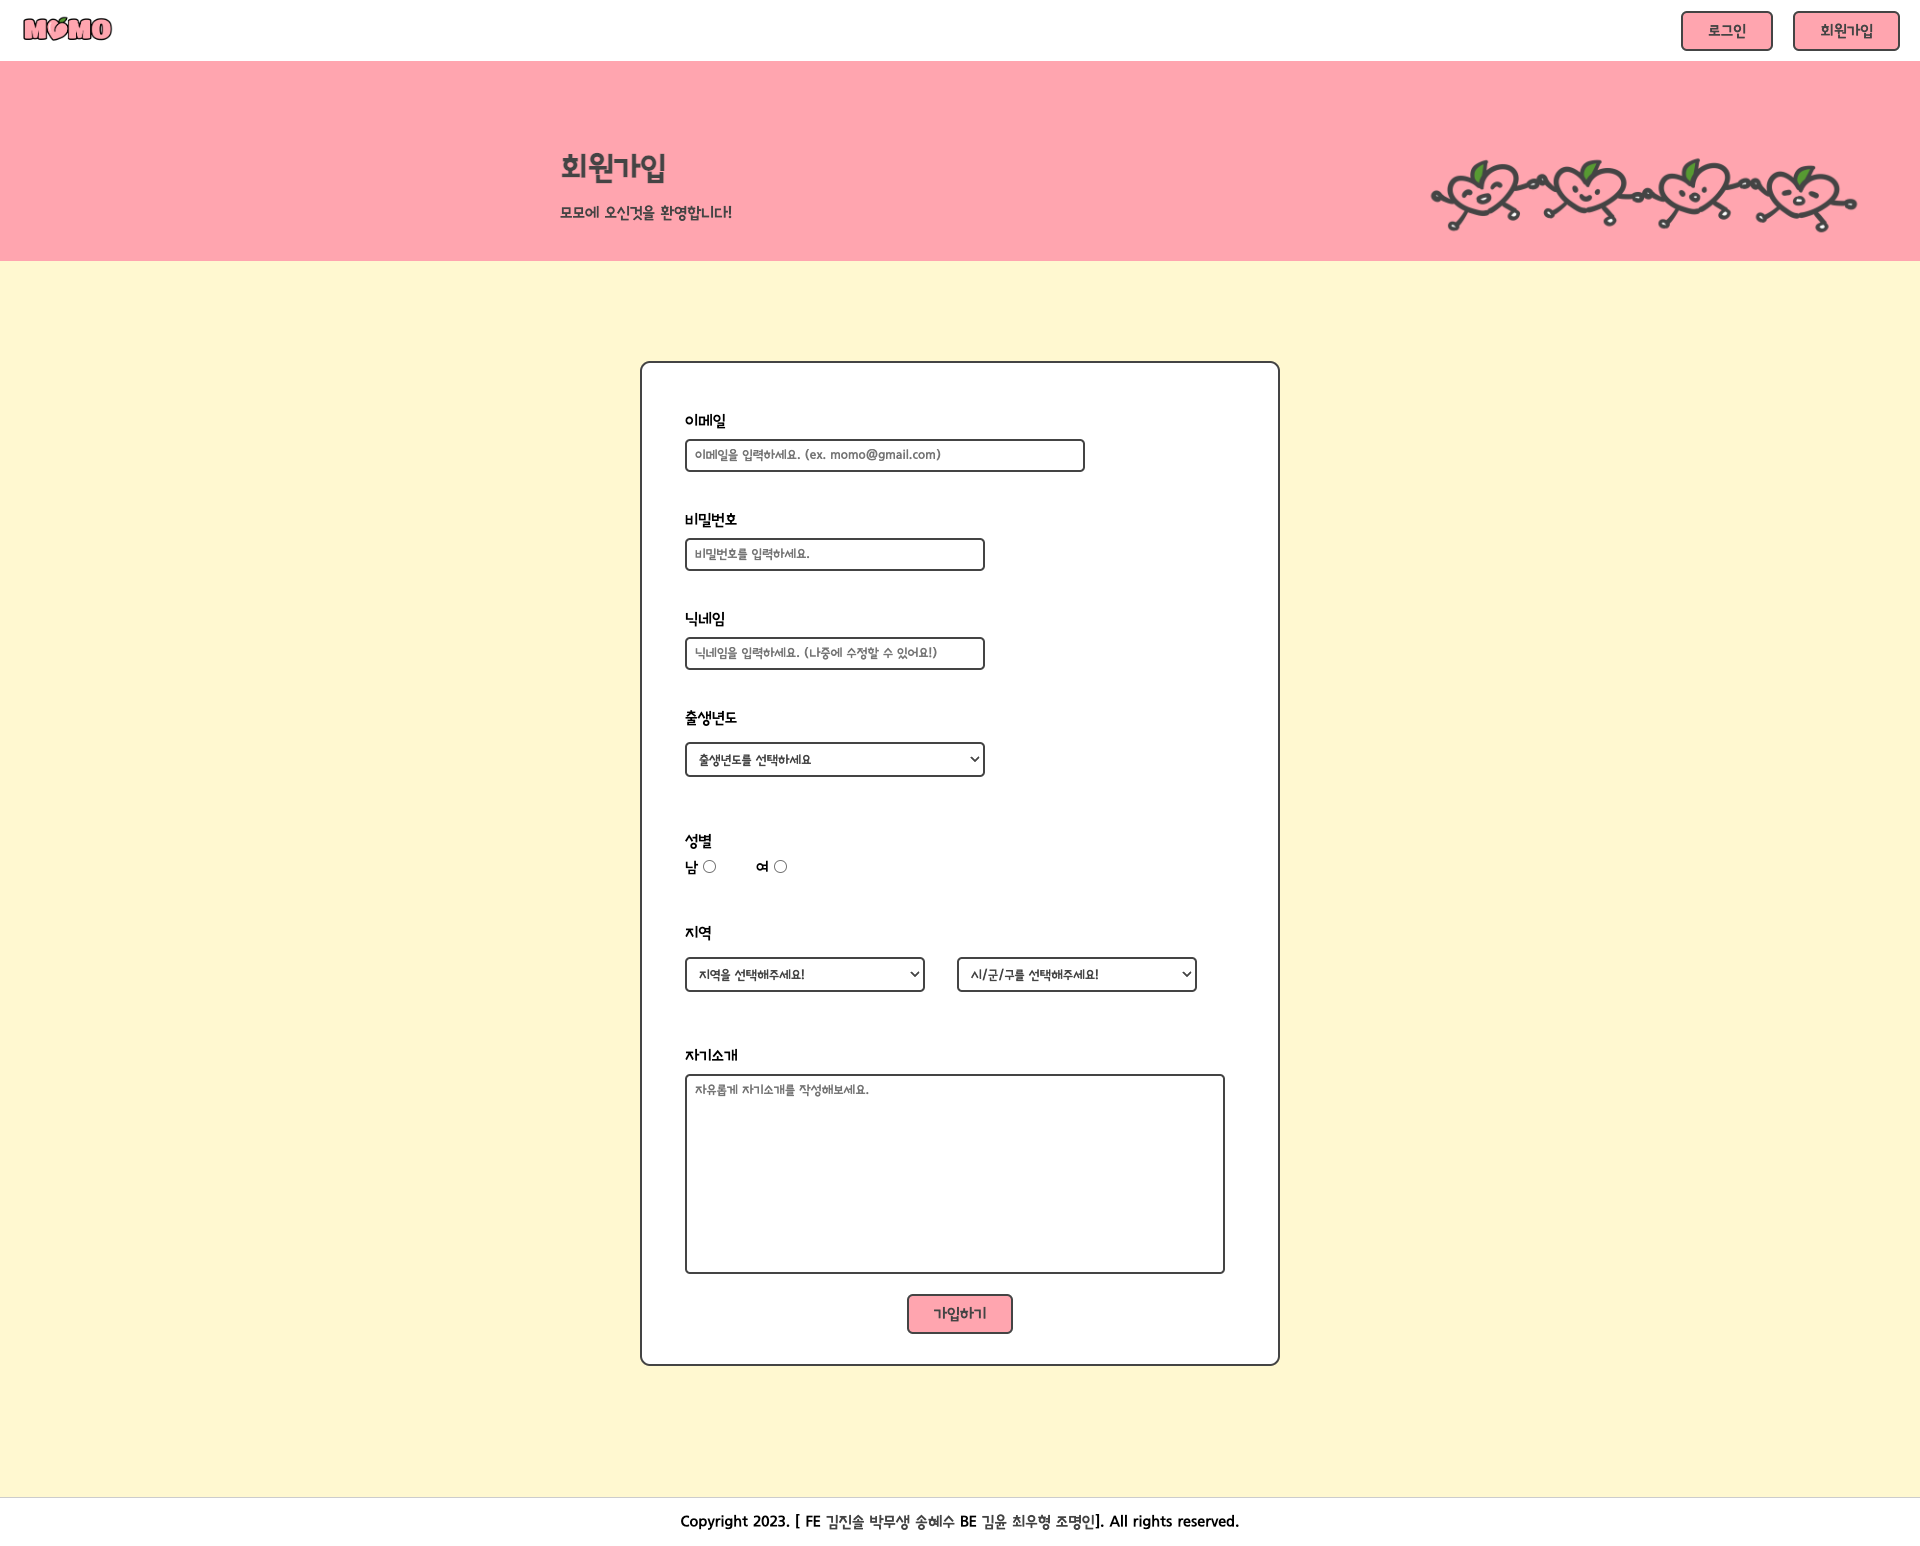 MOMO
로그인 회원가입
회원가입
모모에 오신것을 환영합니다!
이메일
이메일을 입력하세요. (ex. momo@gmail.com)
비밀번호
비밀번호를 입력하세요.
닉네임
닉네임을 입력하세요. (나중에 수정할 수 있어요!)
출생년도
출생년도를 선택하세요
성별
남 여
지역
지역을 선택해주세요! 시/군/구를 선택해주세요!
자기소개
자유롭게 자기소개를 작성해보세요.
가입하기
Copyright 2023. [ FE 김진솔 박무생 송혜수 BE 김윤 최우형 조명인]. All rights reserved.